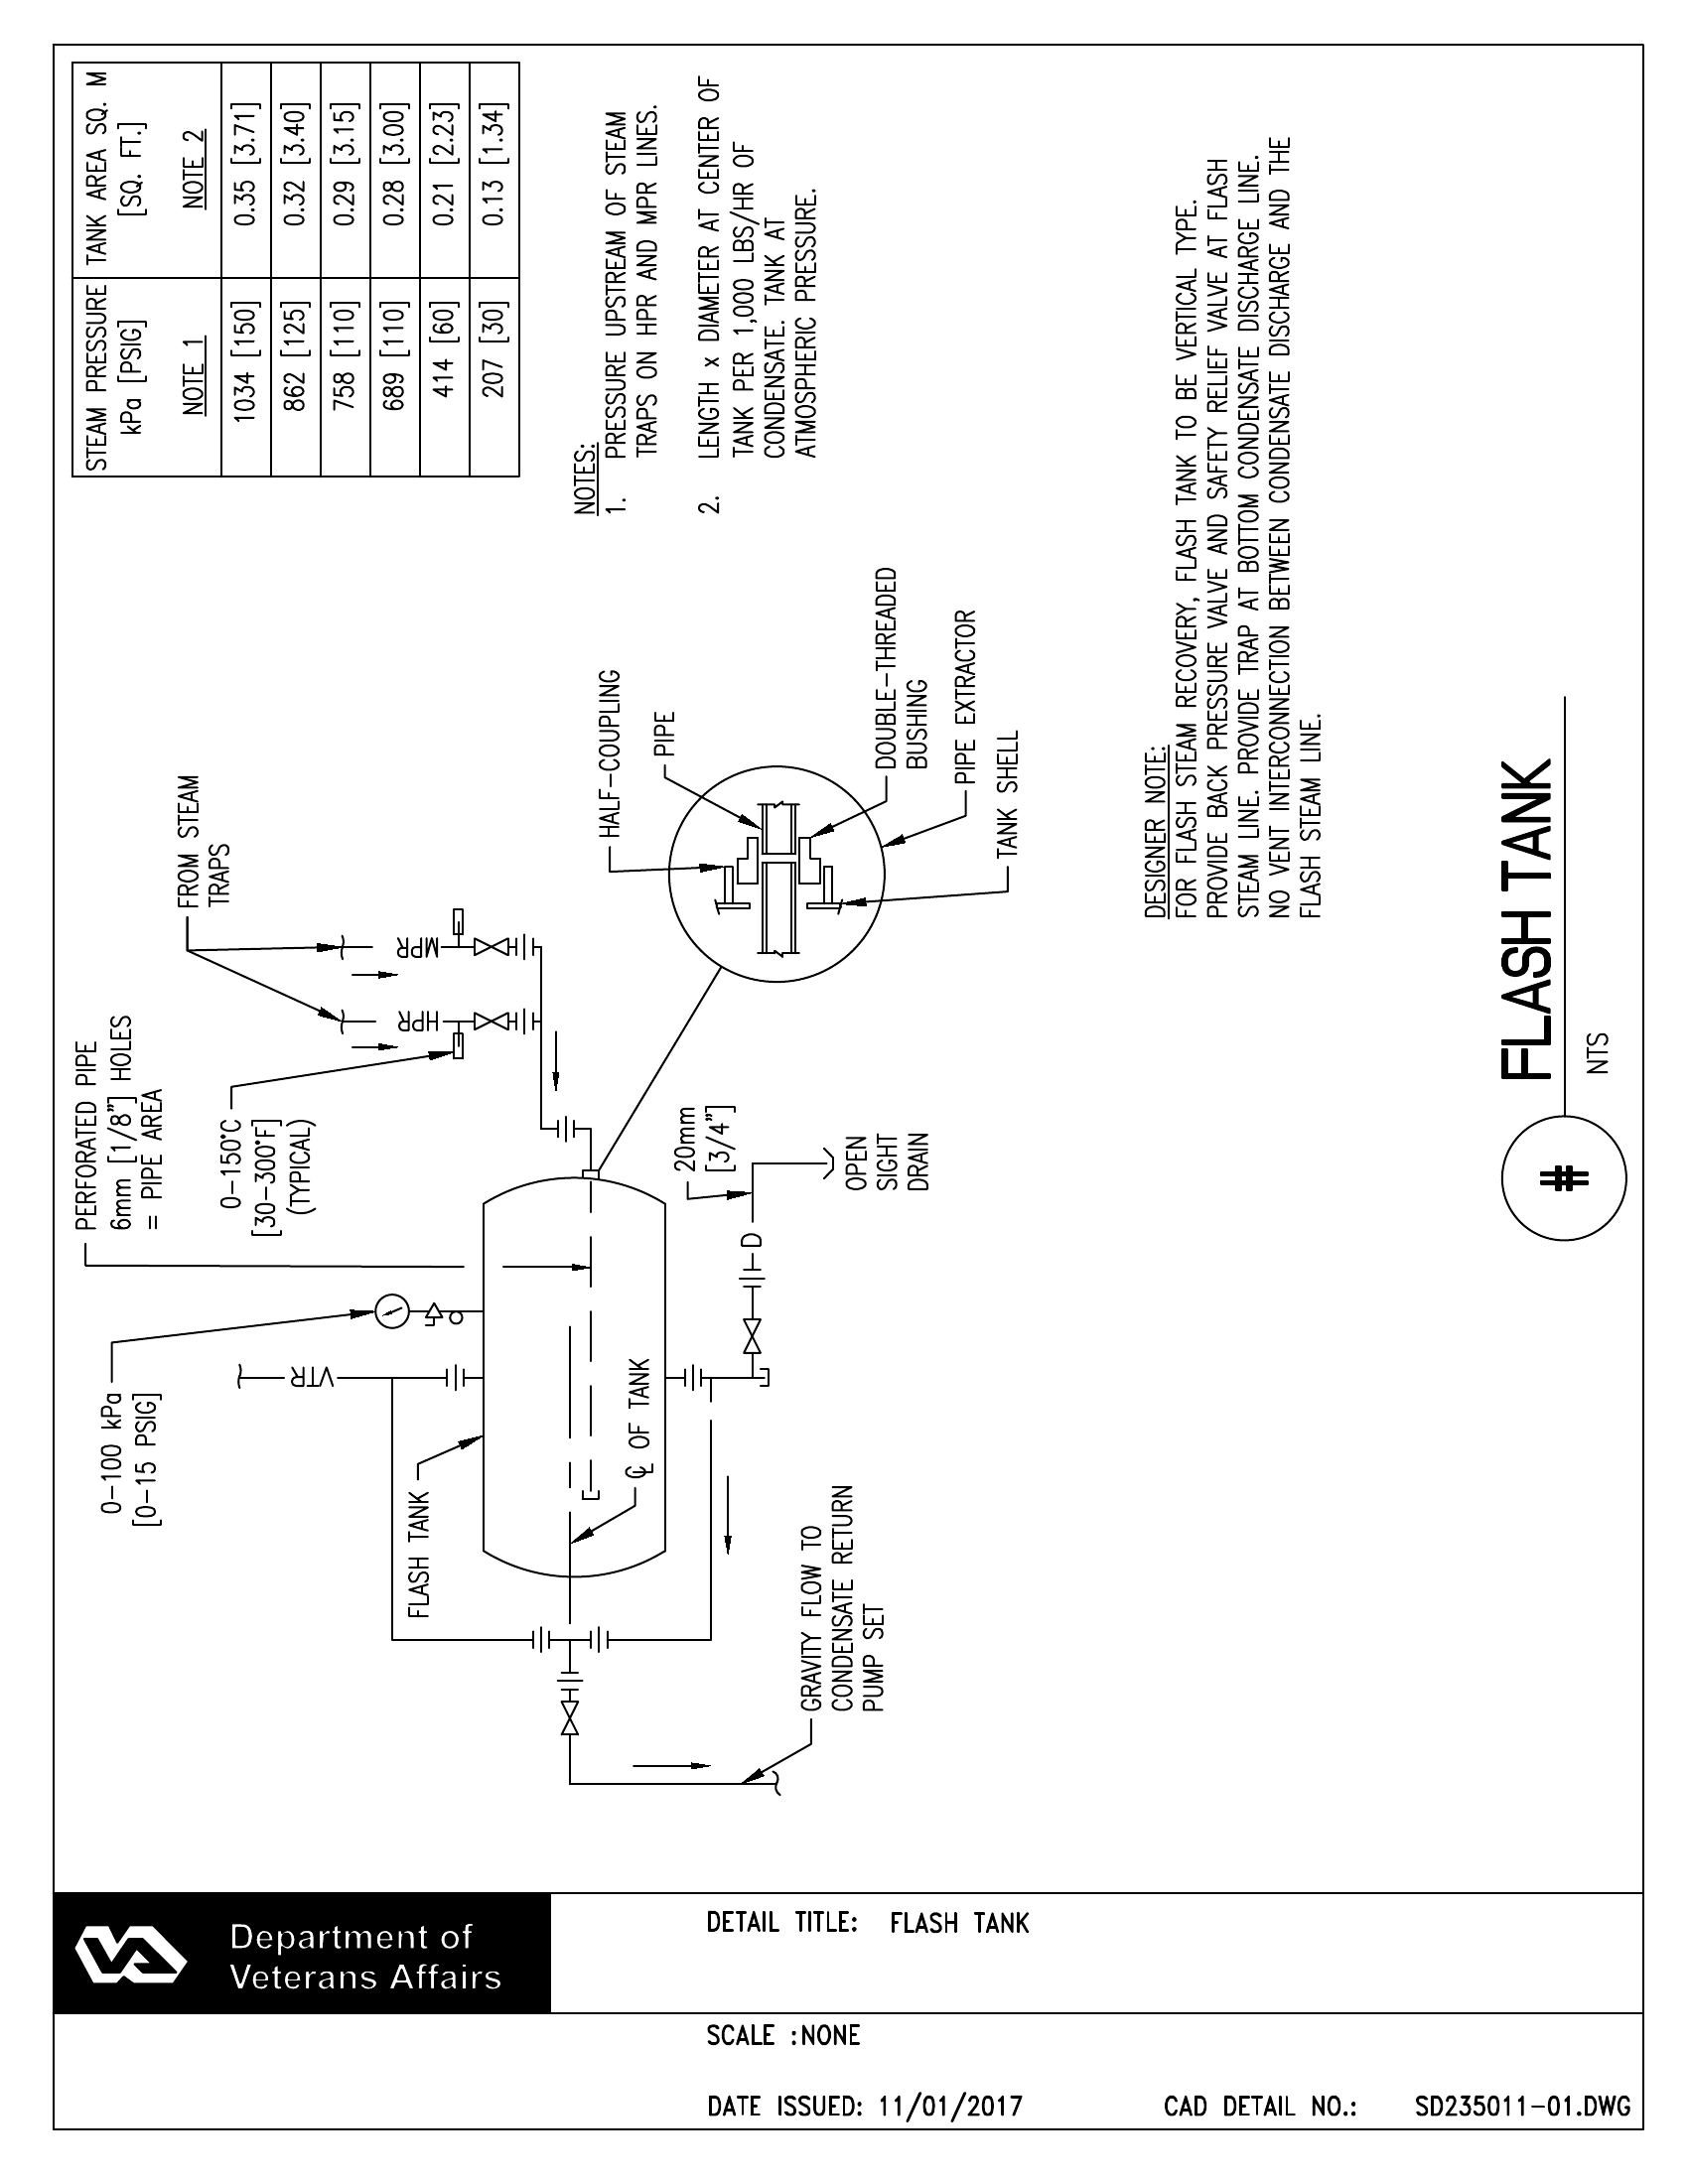 STEAM PRESSURE
kPa [PSIG]
NOTE 1
TANK AREA SQ. M
[SQ. FT.]
NOTE 2
1034 [150] 0.35 [3.71]
862 [125] 0.32 [3.40]
758 [110] 0.29 [3.15]
689 [110] 0.28 [3.00]
414 [60] 0.21 [2.23]
207 [30] 0.13 [1.34]
NOTES:
1. PRESSURE UPSTREAM OF STEAM
TRAPS ON HPR AND MPR LINES.
2. LENGTH x DIAMETER AT CENTER OF
TANK PER 1,000 LBS/HR OF
CONDENSATE. TANK AT
ATMOSPHERIC PRESSURE.
0-100 kPa
[0-15 PSIG]
PERFORATED PIPE
6mm [1/8"] HOLES
= PIPE AREA
0-150°C
[30-300°F]
(TYPICAL)
FROM STEAM
TRAPS
VTR
HPR
MPR
FLASH TANK
℄ OF TANK
20mm
[3/4"]
D
OPEN
SIGHT
DRAIN
GRAVITY FLOW TO
CONDENSATE RETURN
PUMP SET
HALF-COUPLING
PIPE
DOUBLE-THREADED
BUSHING
PIPE EXTRACTOR
TANK SHELL
DESIGNER NOTE:
FOR FLASH STEAM RECOVERY, FLASH TANK TO BE VERTICAL TYPE.
PROVIDE BACK PRESSURE VALVE AND SAFETY RELIEF VALVE AT FLASH
STEAM LINE. PROVIDE TRAP AT BOTTOM CONDENSATE DISCHARGE LINE.
NO VENT INTERCONNECTION BETWEEN CONDENSATE DISCHARGE AND THE
FLASH STEAM LINE.
# FLASH TANK
NTS
VA
Department of
Veterans Affairs
DETAIL TITLE: FLASH TANK
SCALE :NONE
DATE ISSUED: 11/01/2017 CAD DETAIL NO.: SD235011-01.DWG